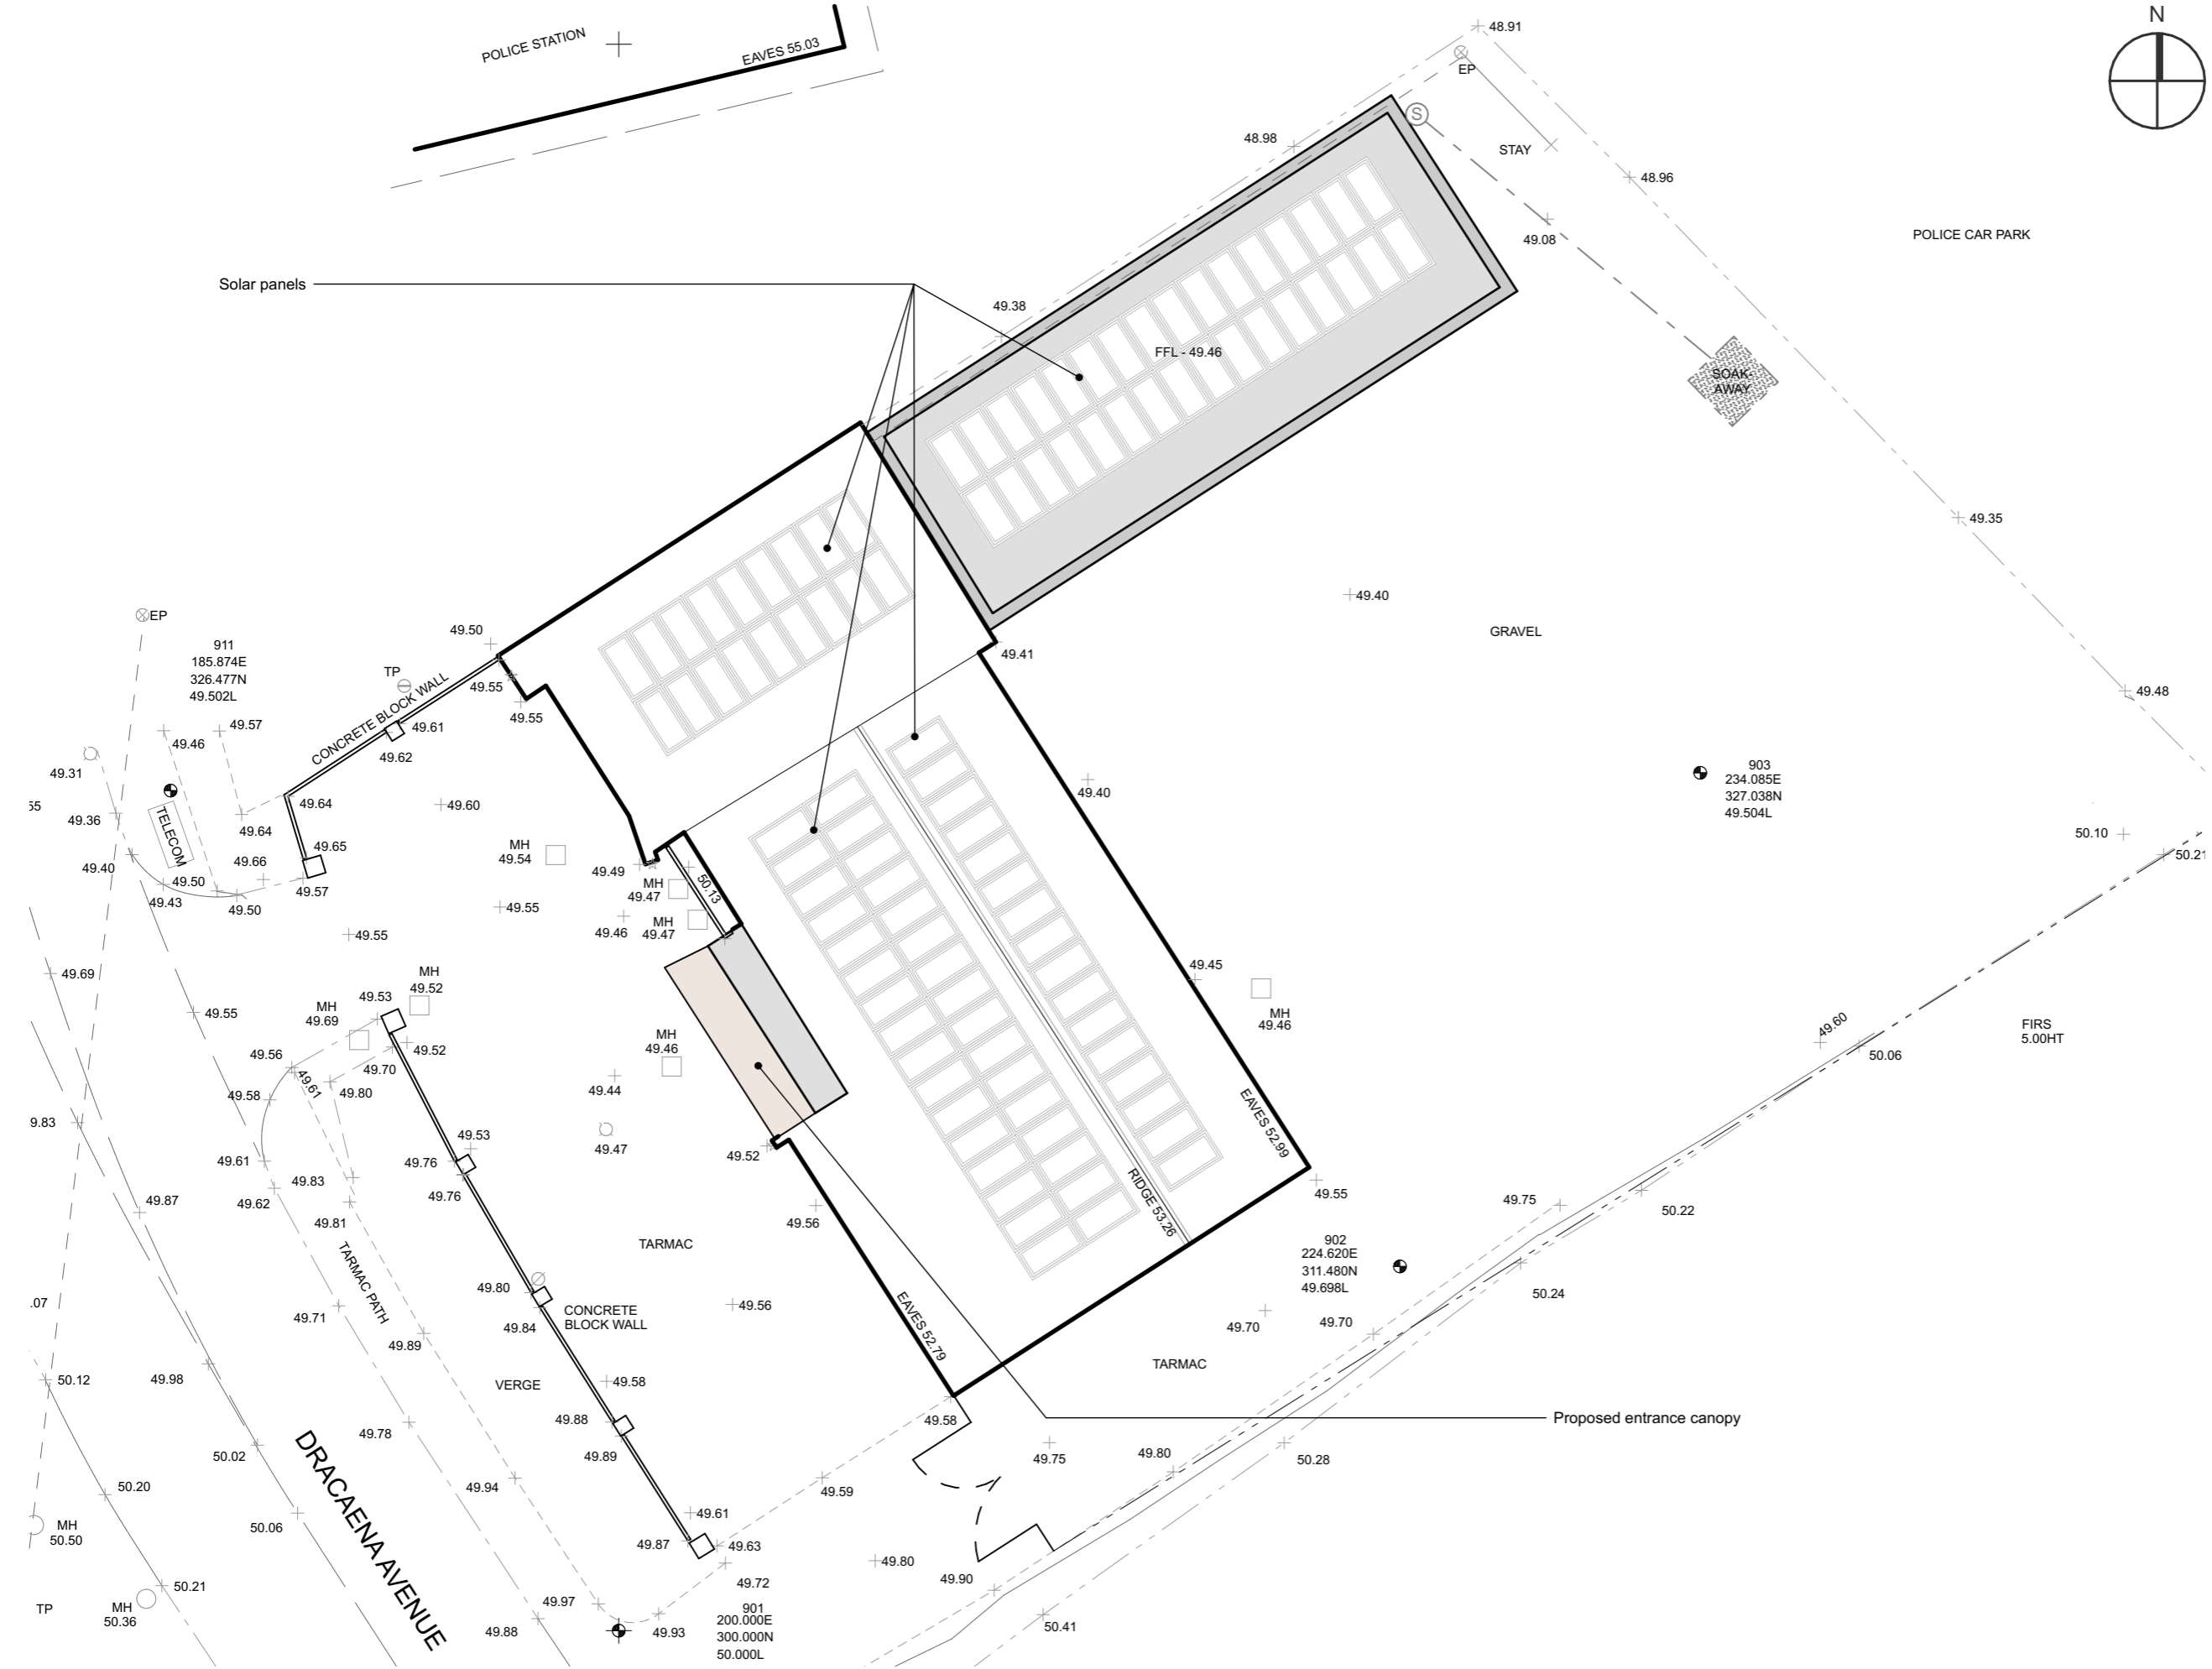 N
48.91
EP
POLICE STATION
EAVES 55.03
S
48.98
STAY
48.96
POLICE CAR PARK
49.08
Solar panels
49.38
FFL - 49.46
SOAK-
AWAY
49.35
49.40
GRAVEL
49.41
EP
911
185.874E
326.477N
49.502L
49.50
TP
49.55
49.55
CONCRETE BLOCK WALL
49.61
49.62
49.57
49.46
49.31
49.48
55
49.36
TELECOM
49.64
49.64
49.60
49.40
903
234.085E
327.038N
49.504L
50.10
50.21
49.65
49.66
49.40
49.50
49.43
49.50
49.57
MH
49.54
49.49
MH
49.47
50.13
49.55
49.46
MH
49.47
49.55
49.69
49.45
MH
49.46
MH
49.52
49.53
MH
49.69
49.55
49.52
49.56
49.70
49.61
49.80
49.58
MH
49.46
49.44
49.60
50.06
FIRS
5.00HT
9.83
49.53
49.47
49.52
49.61
49.76
49.83
49.76
49.62
49.81
49.87
49.56
EAVES 52.99
RIDGE 53.26
49.55
49.75
50.22
TARMAC
TARMAC PATH
902
224.620E
311.480N
49.698L
49.80
50.24
.07
49.71
49.84
CONCRETE
BLOCK WALL
49.56
EAVES 52.79
49.70
49.70
49.89
TARMAC
50.12
49.98
VERGE
49.58
49.88
49.58
Proposed entrance canopy
49.78
49.89
49.75
49.80
50.28
50.02
DRACAENA AVENUE
50.20
49.94
49.59
50.06
49.61
MH
50.50
49.87
49.63
49.80
49.72
49.90
50.21
TP
MH
50.36
49.97
49.88
49.93
901
200.000E
300.000N
50.000L
50.41